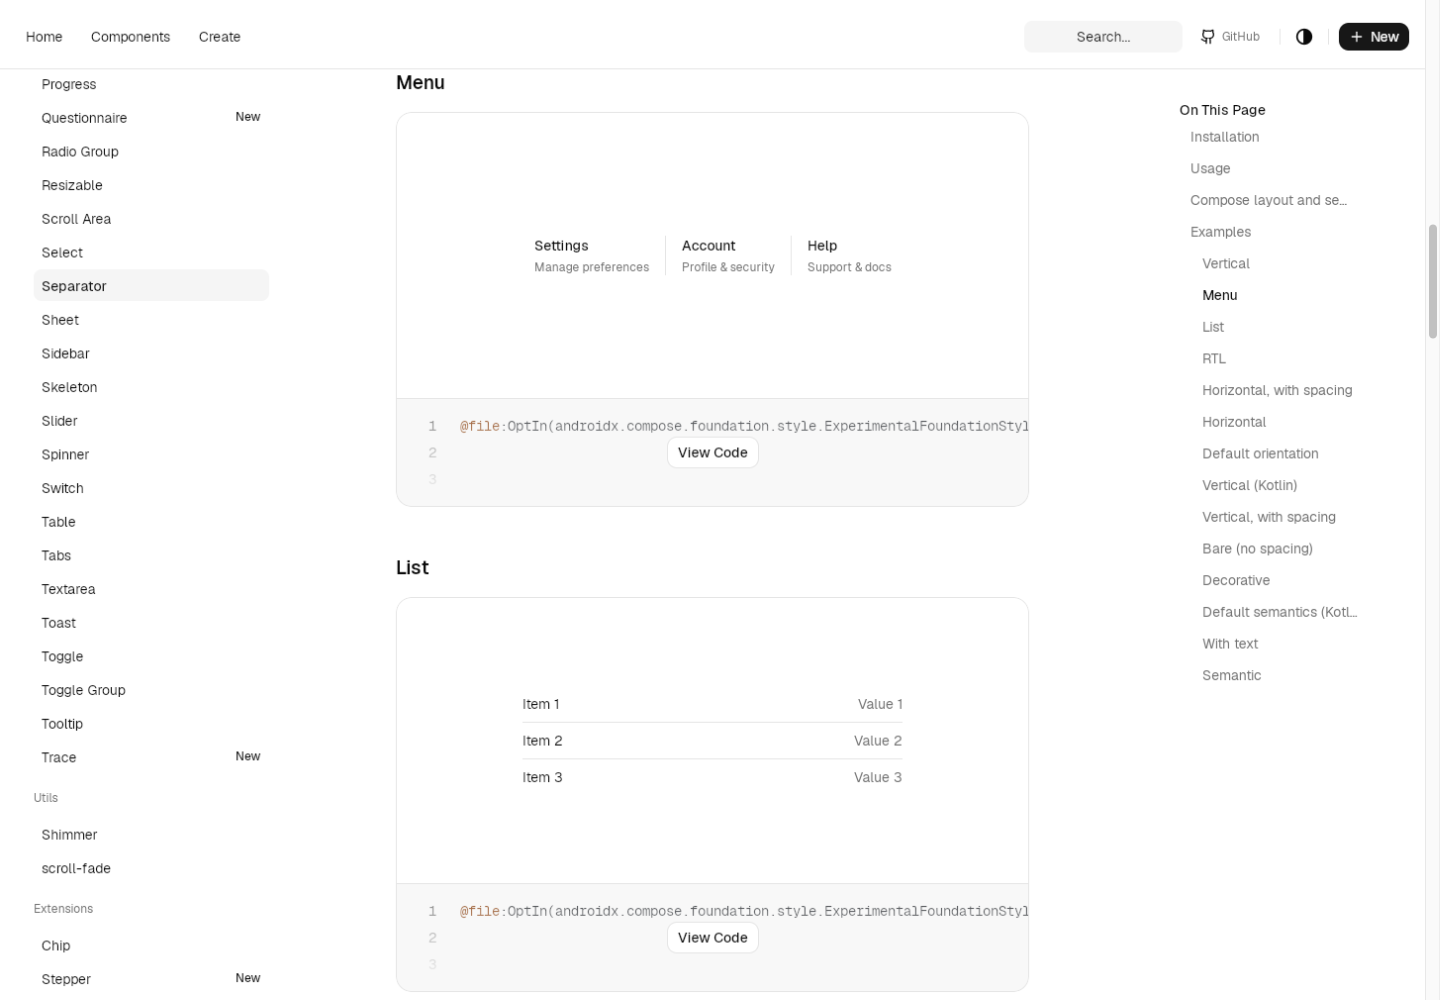 Home Components Create Search... GitHub + New
Progress
Questionnaire New
Radio Group
Resizable
Scroll Area
Select
Separator
Sheet
Sidebar
Skeleton
Slider
Spinner
Switch
Table
Tabs
Textarea
Toast
Toggle
Toggle Group
Tooltip
Trace New
Utils
Shimmer
scroll-fade
Extensions
Chip
Stepper New
Menu
Settings Account Help
Manage preferences Profile & security Support & docs
1 @file:OptIn(androidx.compose.foundation.style.ExperimentalFoundationStyl
2 View Code
3
List
Item 1 Value 1
Item 2 Value 2
Item 3 Value 3
1 @file:OptIn(androidx.compose.foundation.style.ExperimentalFoundationStyl
2 View Code
3
On This Page
Installation
Usage
Compose layout and se...
Examples
Vertical
Menu
List
RTL
Horizontal, with spacing
Horizontal
Default orientation
Vertical (Kotlin)
Vertical, with spacing
Bare (no spacing)
Decorative
Default semantics (Kotl...
With text
Semantic